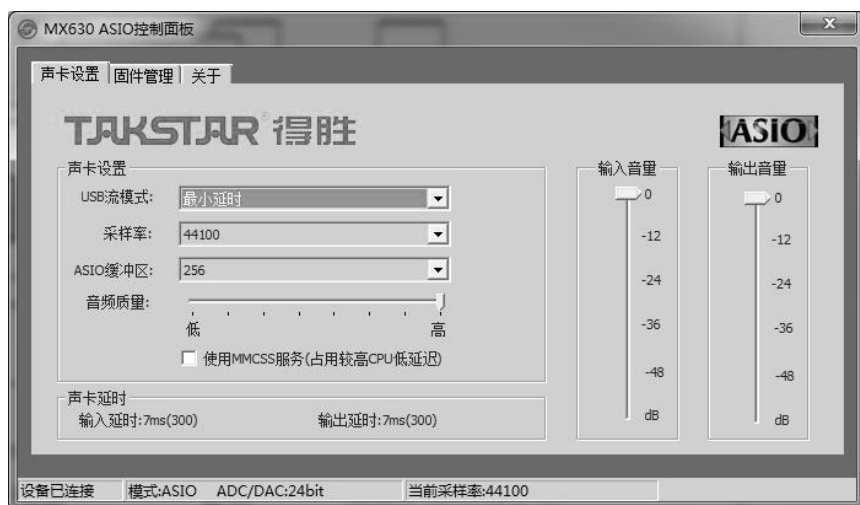 MX630 ASIO控制面板
声卡设置 固件管理 关于
TAKSTAR®得胜
ASIO
声卡设置
USB流模式: 最小延时
采样率: 44100
ASIO缓冲区: 256
音频质量:
低 高
使用MMCSS服务(占用较高CPU低延迟)
声卡延时
输入延时:7ms(300) 输出延时:7ms(300)
输入音量
0
-12
-24
-36
-48
dB
输出音量
0
-12
-24
-36
-48
dB
设备已连接 模式:ASIO ADC/DAC:24bit 当前采样率:44100